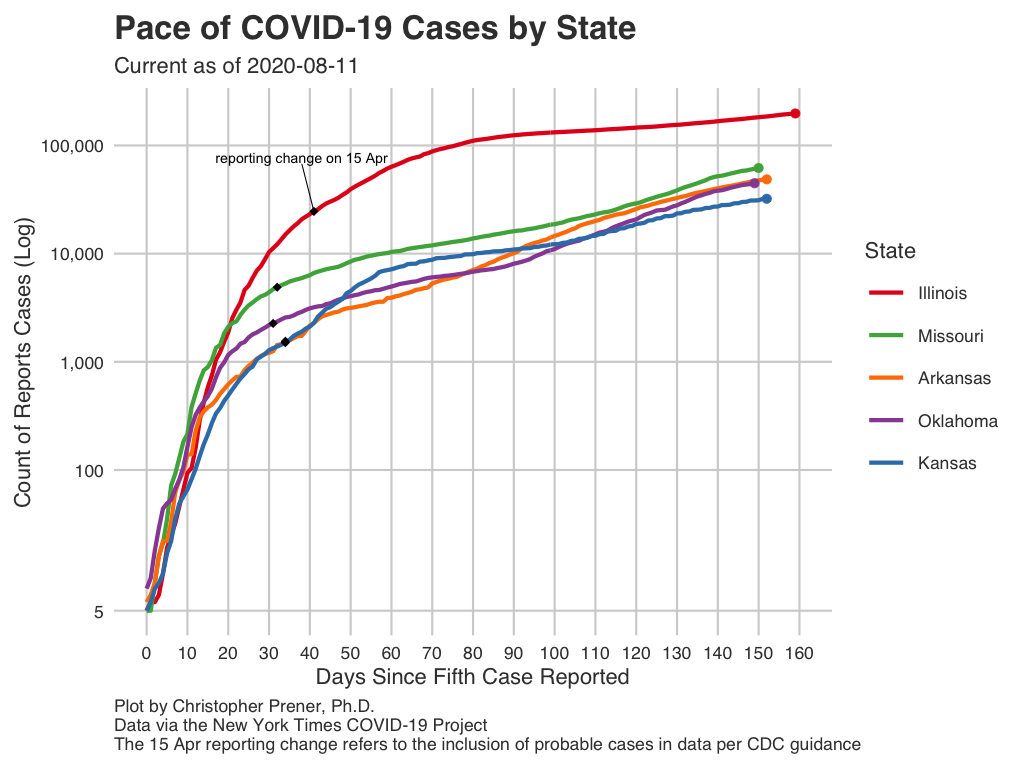 Pace of COVID-19 Cases by State
Current as of 2020-08-11
Count of Reports Cases (Log)
100,000
10,000
1,000
100
5
reporting change on 15 Apr
0 10 20 30 40 50 60 70 80 90 100 110 120 130 140 150 160
Days Since Fifth Case Reported
State
Illinois
Missouri
Arkansas
Oklahoma
Kansas
Plot by Christopher Prener, Ph.D.
Data via the New York Times COVID-19 Project
The 15 Apr reporting change refers to the inclusion of probable cases in data per CDC guidance